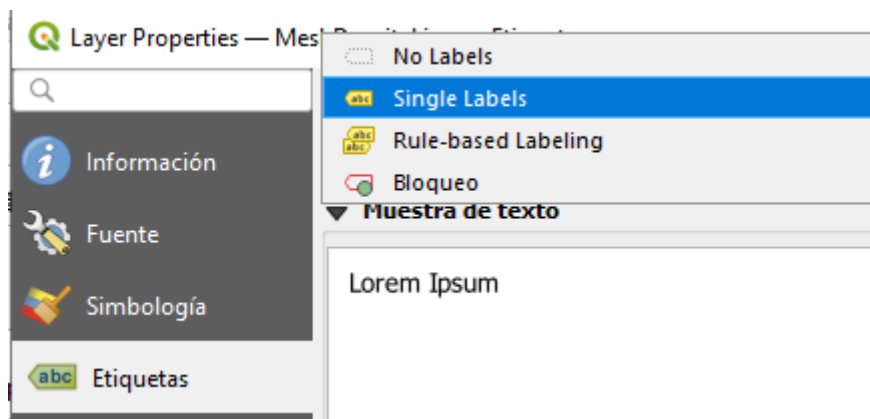 Layer Properties — Mes
No Labels
Single Labels
Rule-based Labeling
Bloqueo
Información
Fuente
Simbología
abc Etiquetas
Muestra de texto
Lorem Ipsum